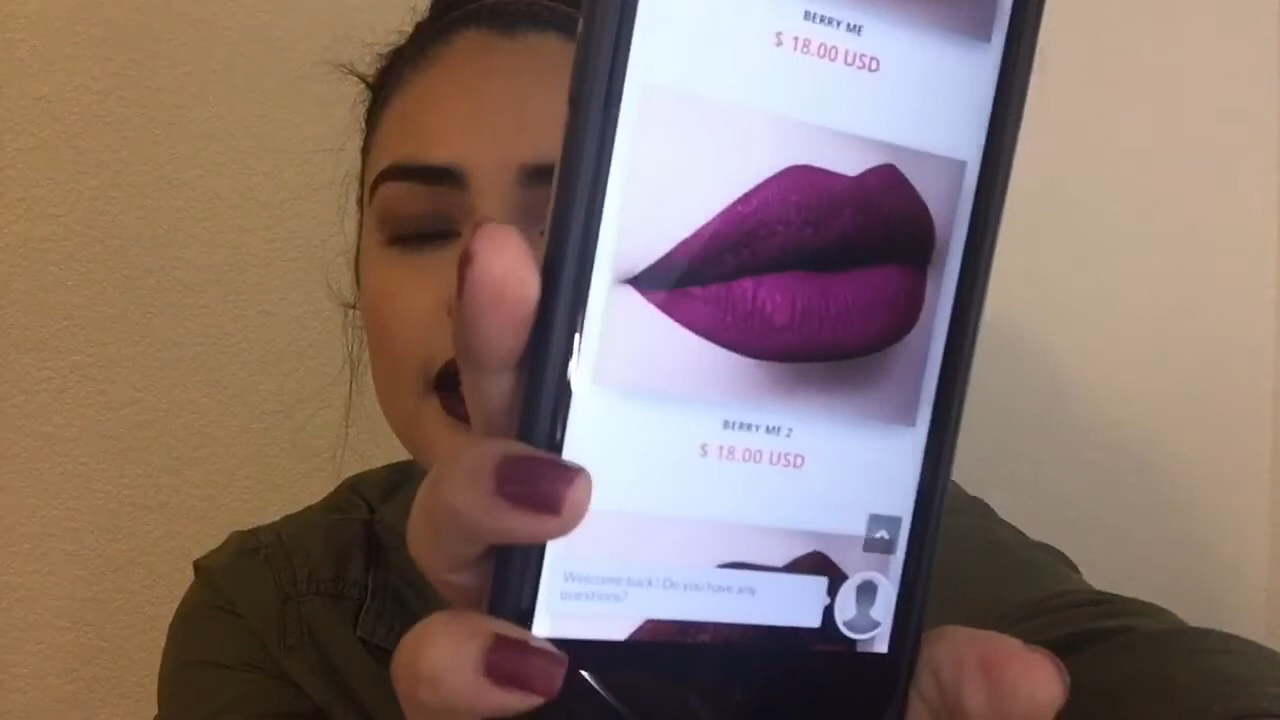 BERRY ME
$ 18.00 USD
BERRY ME 2
$ 18.00 USD
Welcome back! Do you have any
questions?